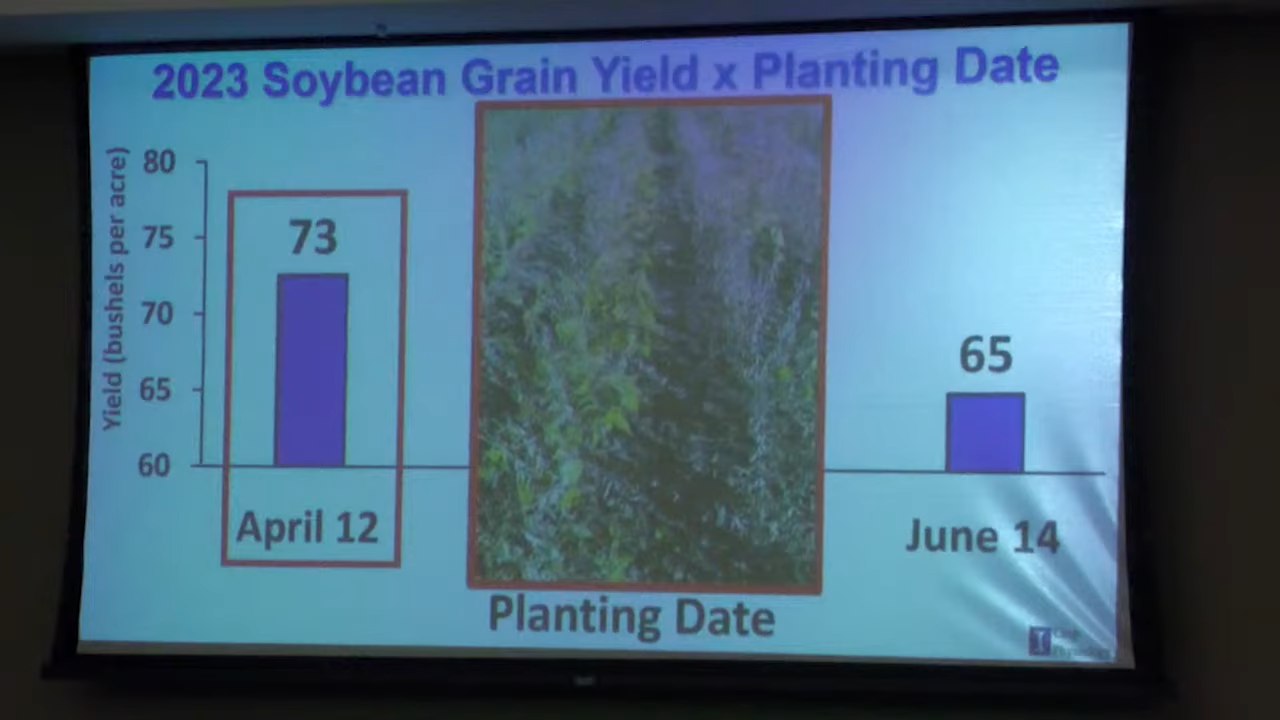 2023 Soybean Grain Yield x Planting Date
Yield (bushels per acre)
80
75
70
65
60
73
65
April 12
June 14
Planting Date
I